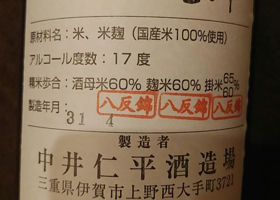 原材料名：米、米麹（国産米100%使用）
アルコール度数：17 度
精米歩合：酒母米60% 麹米60% 掛米65%
60
製造年月： 31 4
八反錦 八反錦 八反錦
製造者
中井仁平酒造場
三重県伊賀市上野西大手町3721